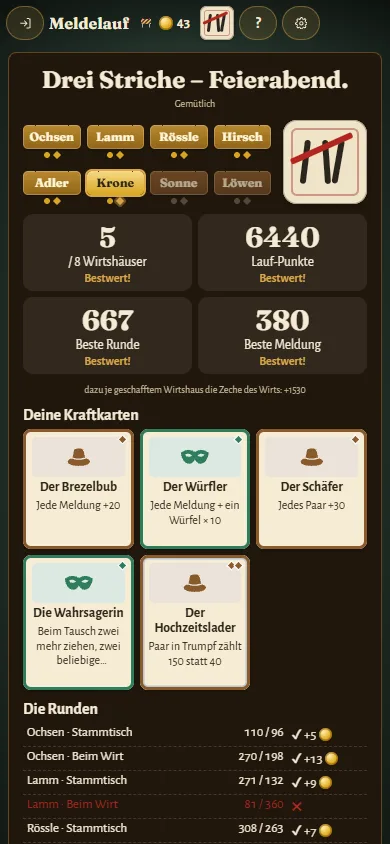 Meldelauf 43 ?
Drei Striche – Feierabend.
Gemütlich
Ochsen Lamm Rössle Hirsch
Adler Krone Sonne Löwen
5
/ 8 Wirtshäuser
Bestwert!
6440
Lauf-Punkte
Bestwert!
667
Beste Runde
Bestwert!
380
Beste Meldung
Bestwert!
dazu je geschafftem Wirtshaus die Zeche des Wirts: +1530
Deine Kraftkarten
Der Brezelbub
Jede Meldung +20
Der Würfler
Jede Meldung + ein
Würfel × 10
Der Schäfer
Jedes Paar +30
Die Wahrsagerin
Beim Tausch zwei
mehr ziehen, zwei
beliebige…
Der
Hochzeitslader
Paar in Trumpf zählt
150 statt 40
Die Runden
Ochsen · Stammtisch 110 / 96 ✓ +5
Ochsen · Beim Wirt 270 / 198 ✓ +13
Lamm · Stammtisch 271 / 132 ✓ +9
Lamm · Beim Wirt 81 / 360 ✗
Rössle · Stammtisch 308 / 263 ✓ +7